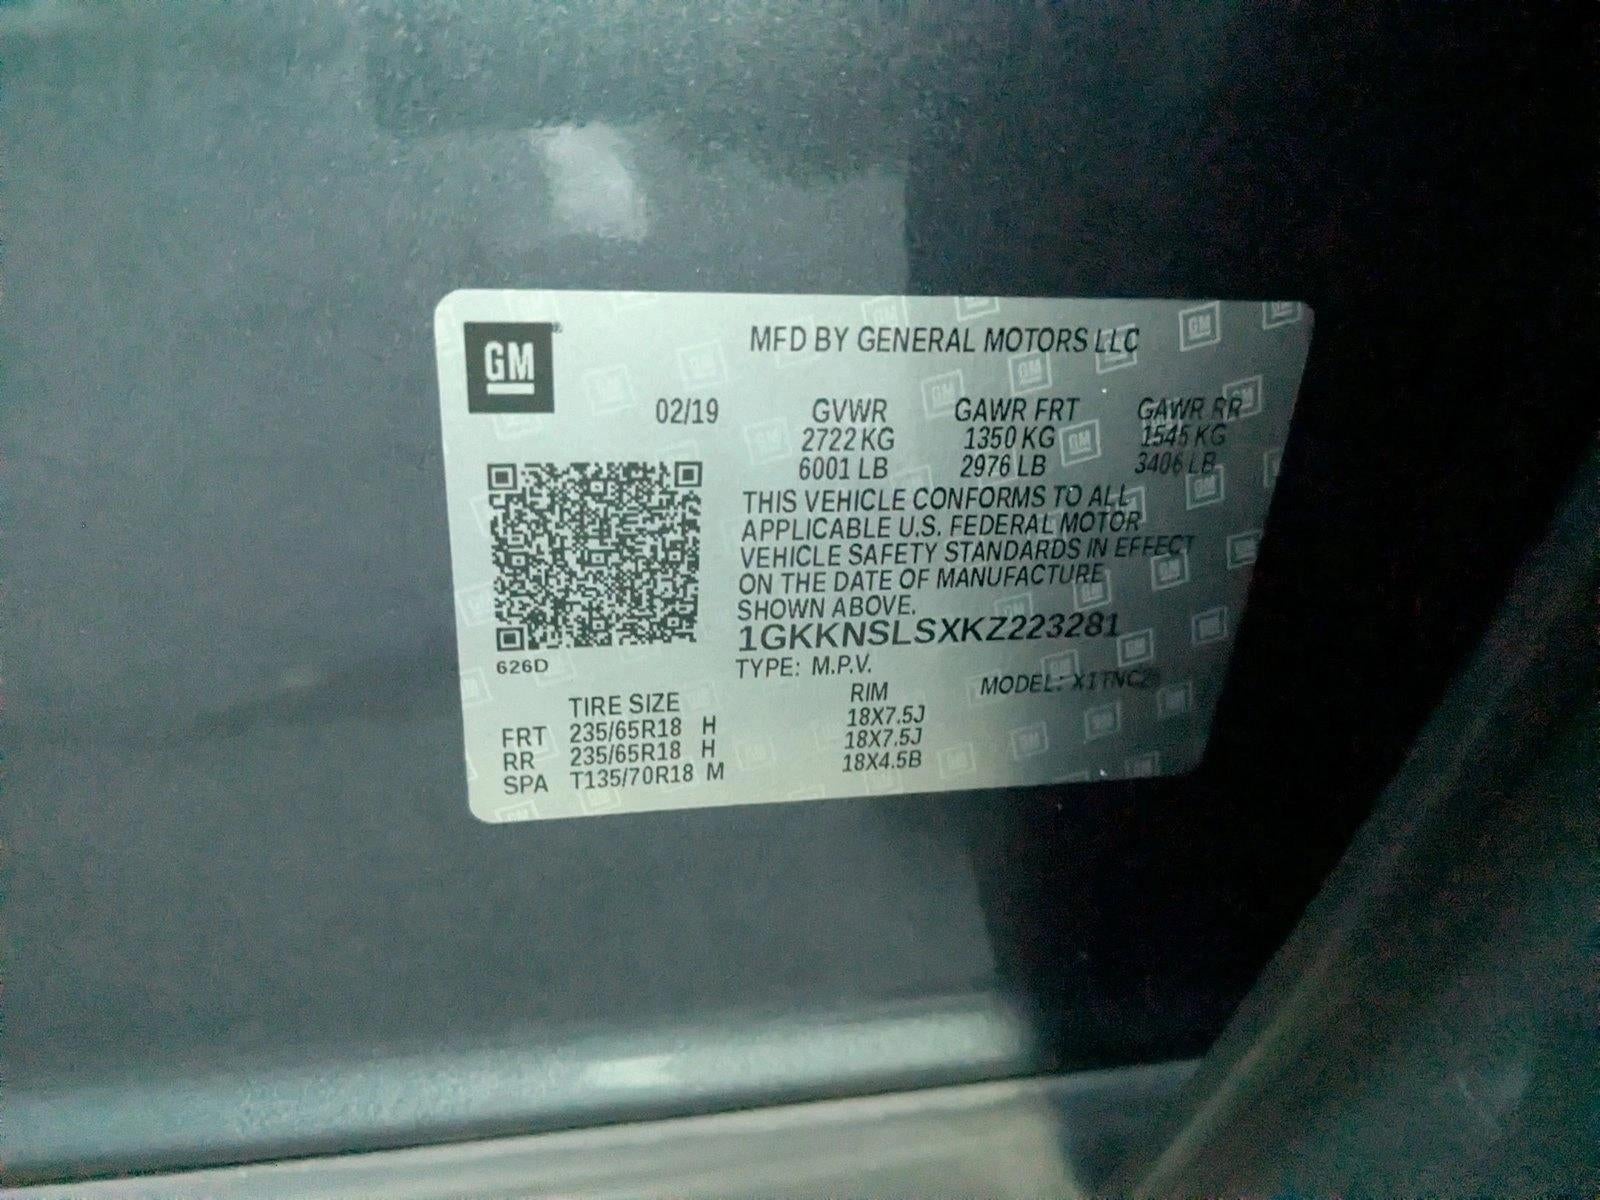 GM
MFD BY GENERAL MOTORS LLC
02/19 GVWR GAWR FRT GAWR RR
2722 KG 1350 KG 1545 KG
6001 LB 2976 LB 3406 LB
THIS VEHICLE CONFORMS TO ALL
APPLICABLE U.S. FEDERAL MOTOR
VEHICLE SAFETY STANDARDS IN EFFECT
ON THE DATE OF MANUFACTURE
SHOWN ABOVE.
1GKKNSLSXKZ223281
626D
TYPE: M.P.V. MODEL:
TIRE SIZE RIM
FRT 235/65R18 H 18X7.5J
RR 235/65R18 H 18X7.5J
SPA T135/70R18 M 18X4.5B